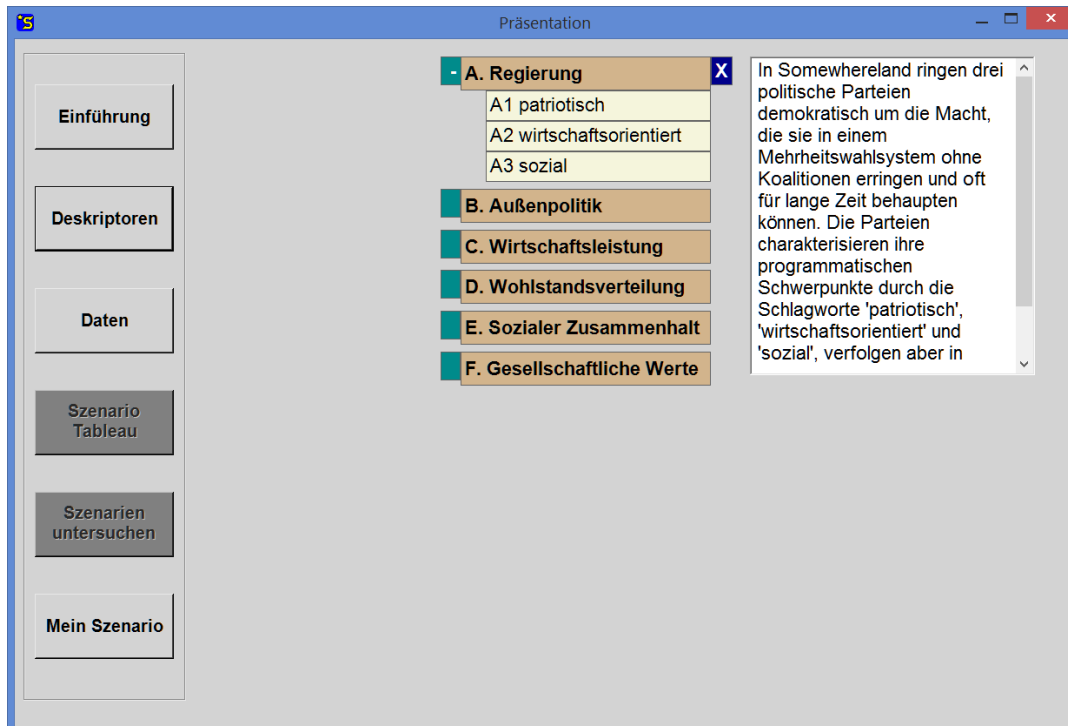 'S
Präsentation
Einführung
Deskriptoren
Daten
Szenario
Tableau
Szenarien
untersuchen
Mein Szenario
- A. Regierung X
A1 patriotisch
A2 wirtschaftsorientiert
A3 sozial
B. Außenpolitik
C. Wirtschaftsleistung
D. Wohlstandsverteilung
E. Sozialer Zusammenhalt
F. Gesellschaftliche Werte
In Somewhereland ringen drei
politische Parteien
demokratisch um die Macht,
die sie in einem
Mehrheitswahlsystem ohne
Koalitionen erringen und oft
für lange Zeit behaupten
können. Die Parteien
charakterisieren ihre
programmatischen
Schwerpunkte durch die
Schlagworte 'patriotisch',
'wirtschaftsorientiert' und
'sozial', verfolgen aber in